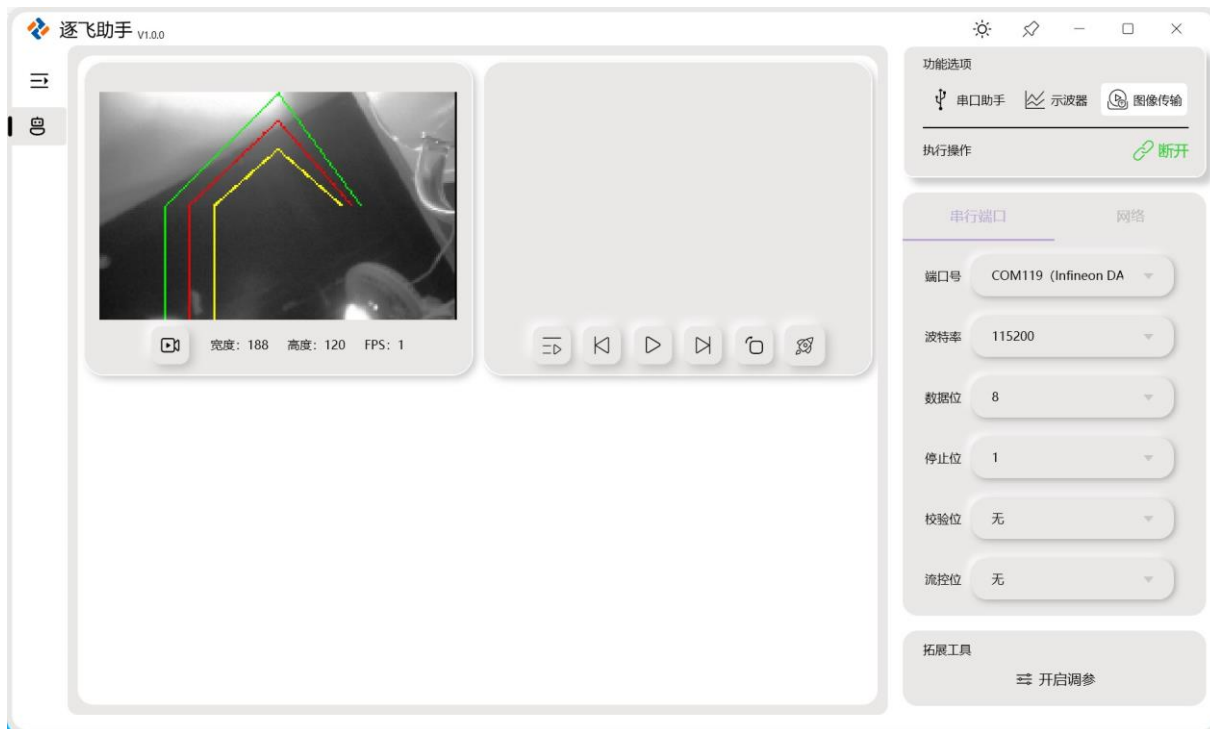 逐飞助手 V1.0.0
宽度：188 高度：120 FPS：1
功能选项
串口助手 示波器 图像传输
执行操作 断开
串行端口 网络
端口号 COM119（Infineon DA
波特率 115200
数据位 8
停止位 1
校验位 无
流控位 无
拓展工具
开启调参